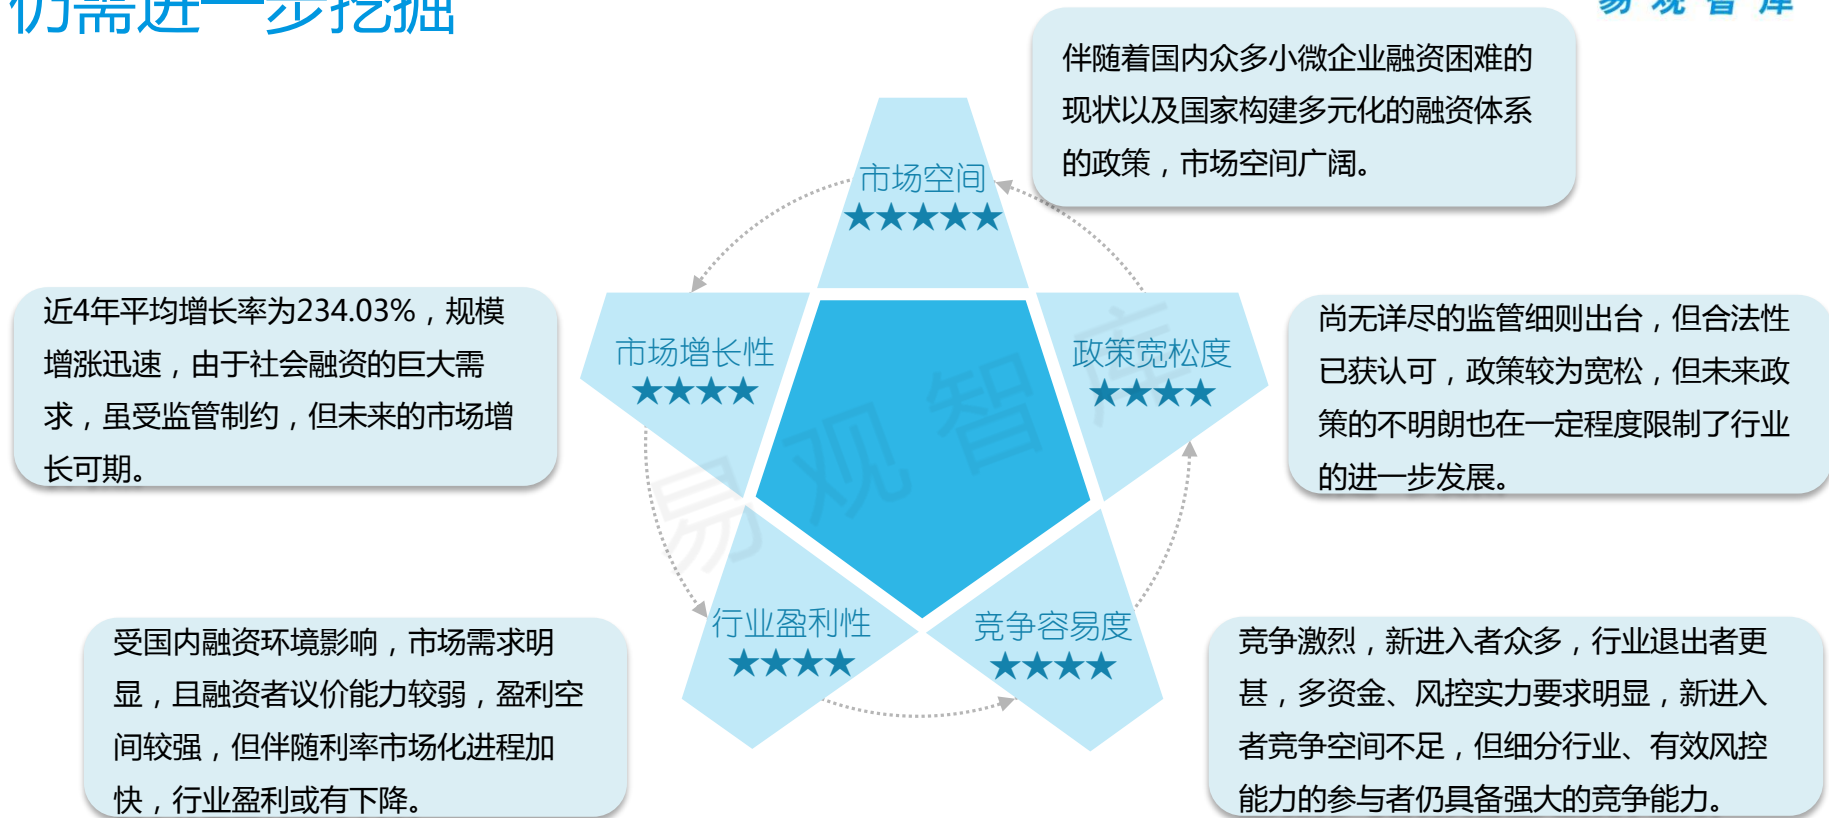 仍需进一步挖掘
易观智库
伴随着国内众多小微企业融资困难的
现状以及国家构建多元化的融资体系
的政策，市场空间广阔。
市场空间
★★★★★
近4年平均增长率为234.03%，规模
增涨迅速，由于社会融资的巨大需
求，虽受监管制约，但未来的市场增
长可期。
市场增长性
★★★★
政策宽松度
★★★★
尚无详尽的监管细则出台，但合法性
已获认可，政策较为宽松，但未来政
策的不明朗也在一定程度限制了行业
的进一步发展。
易观智库
受国内融资环境影响，市场需求明
显，且融资者议价能力较弱，盈利空
间较强，但伴随利率市场化进程加
快，行业盈利或有下降。
行业盈利性
★★★★
竞争容易度
★★★★
竞争激烈，新进入者众多，行业退出者更
甚，多资金、风控实力要求明显，新进入
者竞争空间不足，但细分行业、有效风控
能力的参与者仍具备强大的竞争能力。